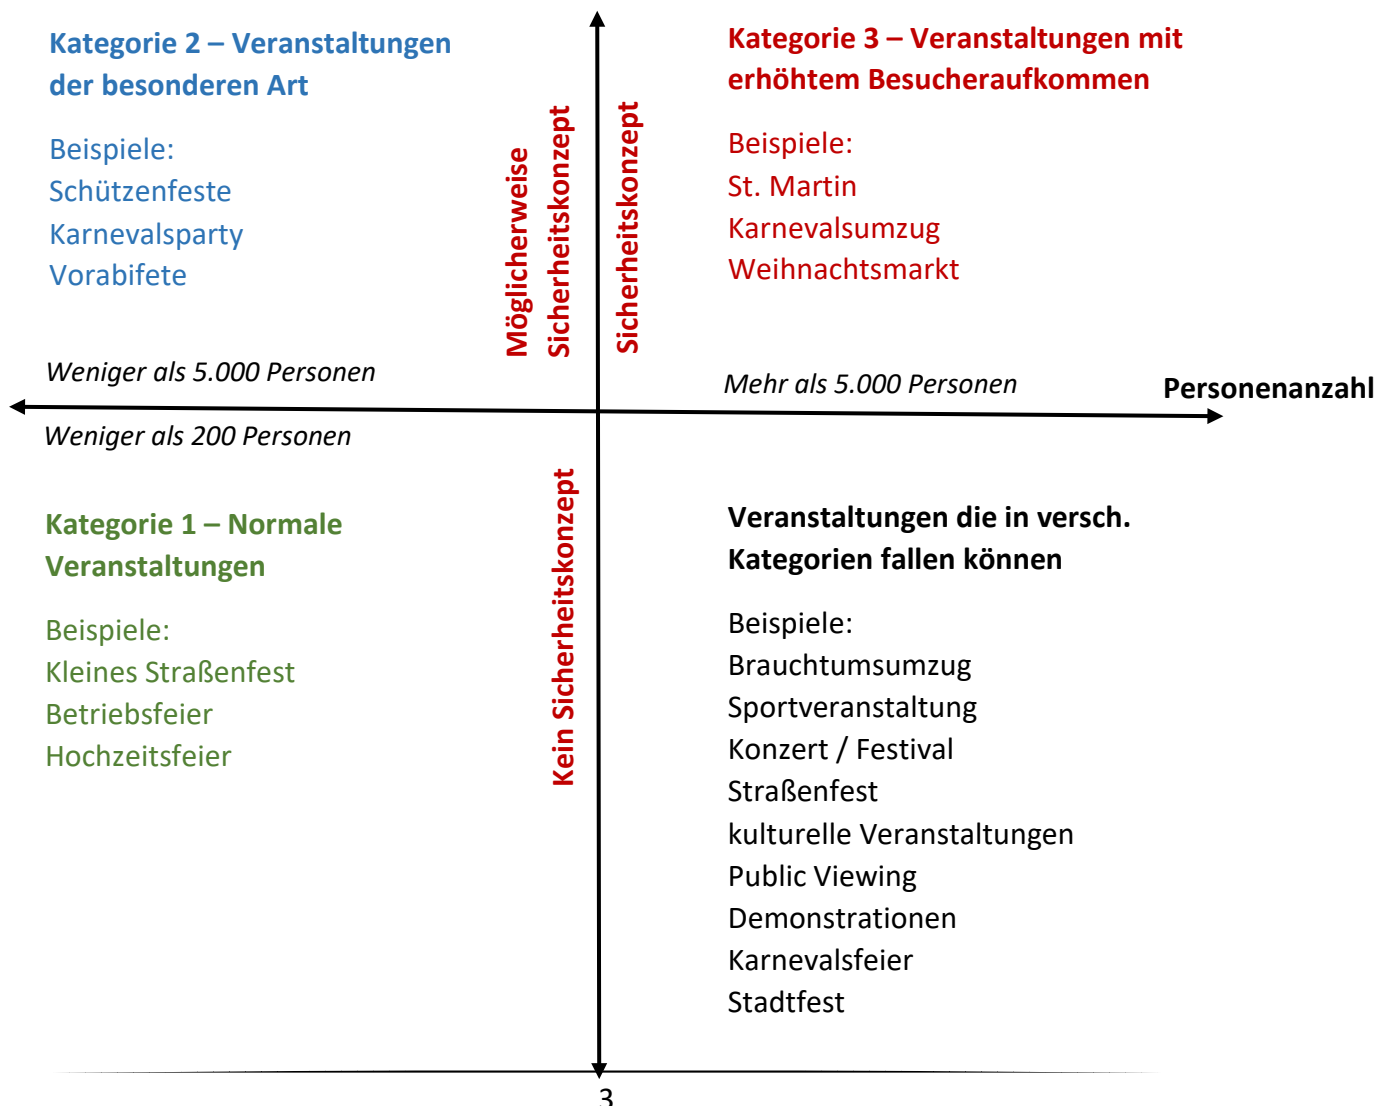 Kategorie 2 – Veranstaltungen
der besonderen Art
Beispiele:
Schützenfeste
Karnevalsparty
Vorabifete
Möglicherweise
Sicherheitskonzept
Sicherheitskonzept
Kategorie 3 – Veranstaltungen mit
erhöhtem Besucheraufkommen
Beispiele:
St. Martin
Karnevalsumzug
Weihnachtsmarkt
Weniger als 5.000 Personen
Mehr als 5.000 Personen
Personenanzahl
Weniger als 200 Personen
Kategorie 1 – Normale
Veranstaltungen
Beispiele:
Kleines Straßenfest
Betriebsfeier
Hochzeitsfeier
Kein Sicherheitskonzept
Veranstaltungen die in versch.
Kategorien fallen können
Beispiele:
Brauchtumsumzug
Sportveranstaltung
Konzert / Festival
Straßenfest
kulturelle Veranstaltungen
Public Viewing
Demonstrationen
Karnevalsfeier
Stadtfest
3